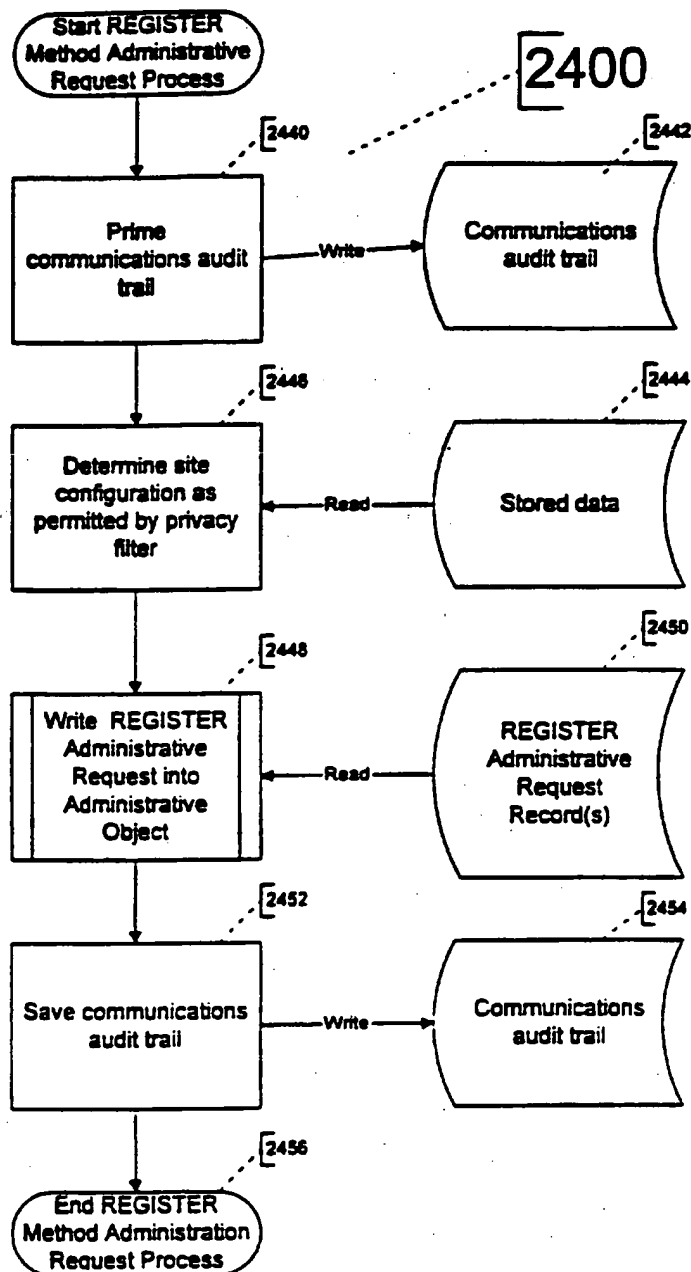 Start REGISTER
Method Administrative
Request Process
2400
2440
2442
Prime
communications audit
trail
Write
Communications
audit trail
2446
2444
Determine site
configuration as
permitted by privacy
filter
Read
Stored data
2448
2450
Write REGISTER
Administrative
Request into
Administrative
Object
Read
REGISTER
Administrative
Request
Record(s)
2452
2454
Save communications
audit trail
Write
Communications
audit trail
2456
End REGISTER
Method Administration
Request Process